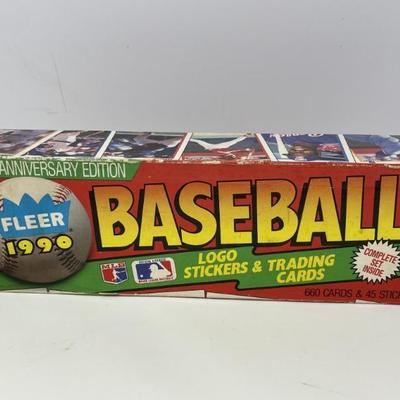 ANNIVERSARY EDITION
FLEER
1990
BASEBALL
LOGO
STICKERS & TRADING
CARDS
COMPLETE
SET
INSIDE
660 CARDS & 45 STIC